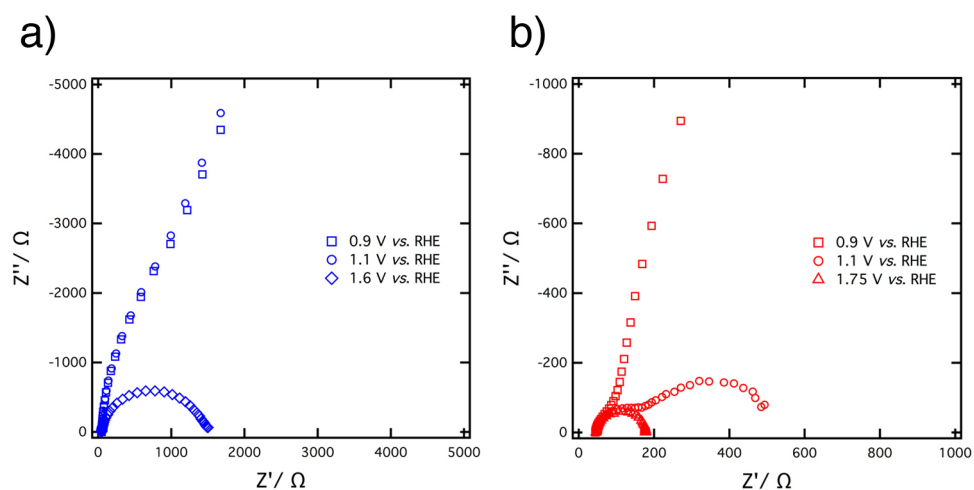 a)
b)
-5000
-4000
-3000
-2000
-1000
0
Z''/ Ω
0
1000
2000
3000
4000
5000
Z'/ Ω
0.9 V vs. RHE
1.1 V vs. RHE
1.6 V vs. RHE
-1000
-800
-600
-400
-200
0
Z''/ Ω
0
200
400
600
800
1000
Z'/ Ω
0.9 V vs. RHE
1.1 V vs. RHE
1.75 V vs. RHE